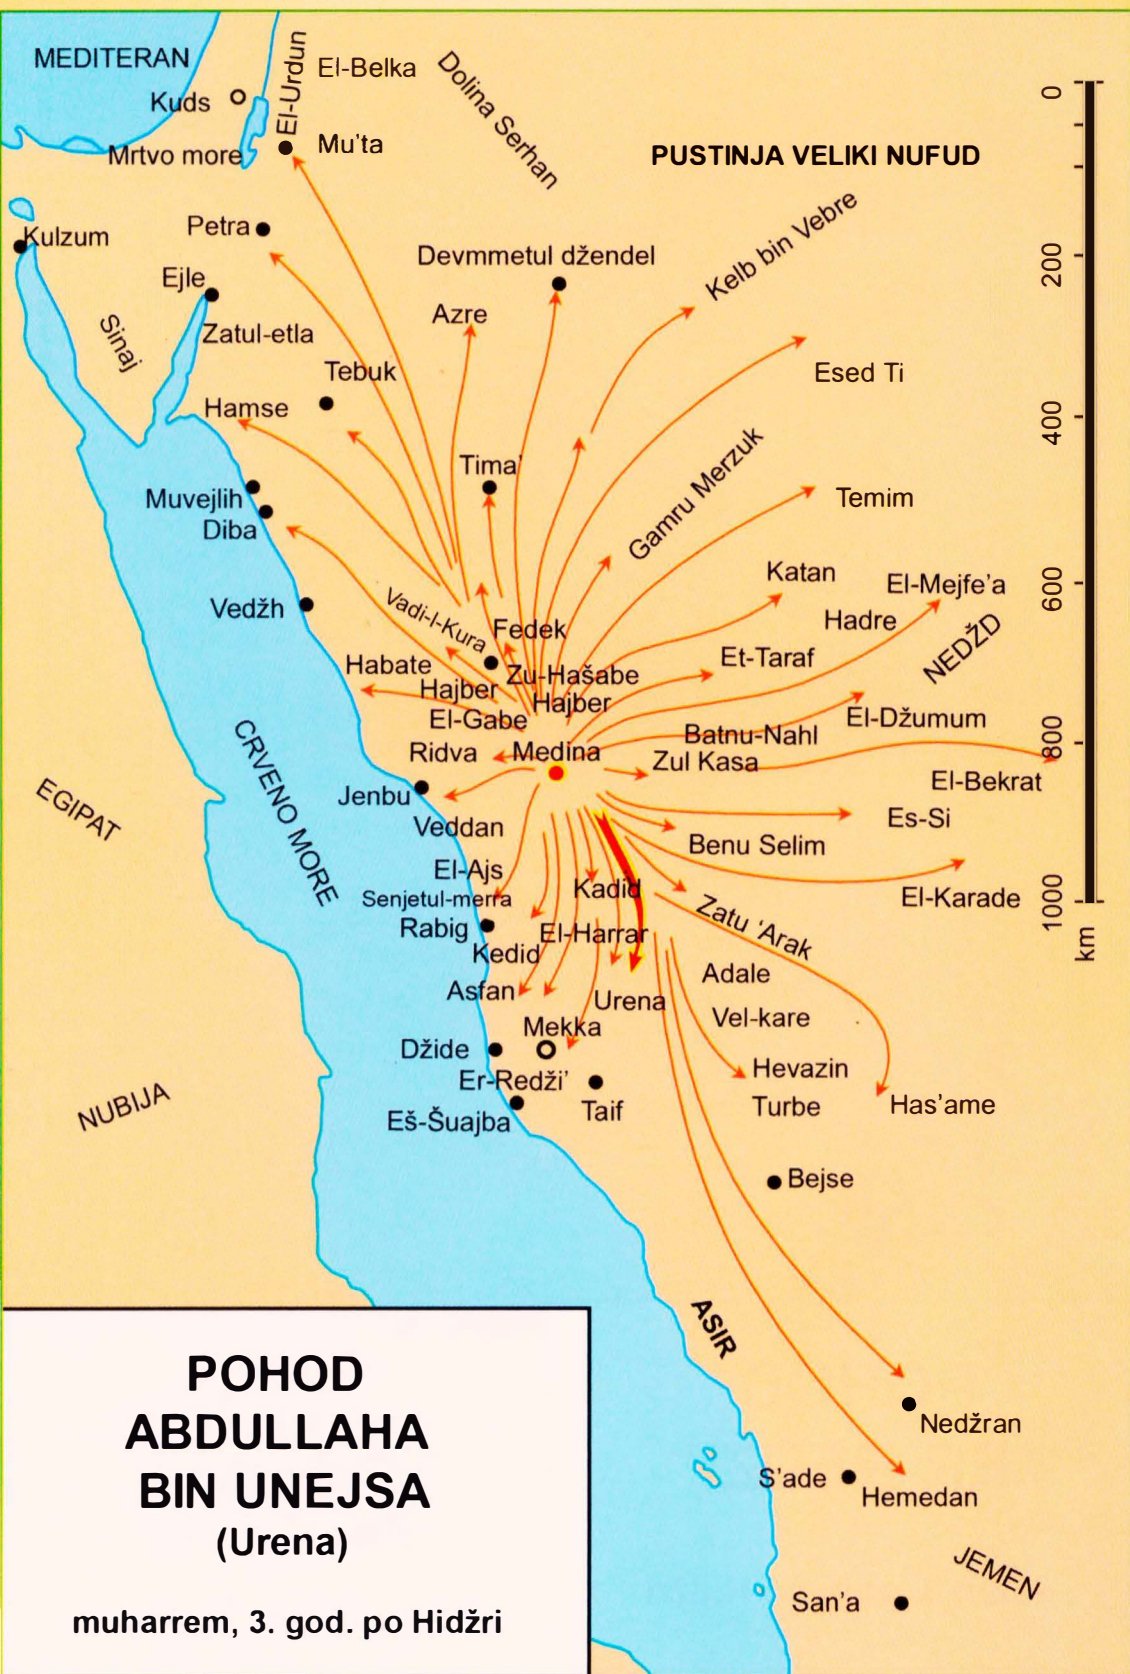 MEDITERAN
El-Urdun
El-Belka
Dolina Serhan
Kuds
Mu'ta
Mrtvo more
PUSTINJA VELIKI NUFUD
0
Petra
Kulzum
Devmmetul džendel
Kelb bin Vebre
200
Ejle
Sinaj
Zatul-etla
Azre
Tebuk
Esed Ti
Hamse
400
Tima'
Gamru Merzuk
Temim
Muvejlih
Diba
Katan
El-Mejfe'a
600
Vedžh
Vadi-l-Kura
Fedek
Hadre
NEDŽD
Habate
Zu-Hašabe
Et-Taraf
Hajber
Hajber
El-Gabe
El-Džumum
Batnu-Nahl
800
CRVENO MORE
Ridva
Medina
Zul Kasa
El-Bekrat
EGIPAT
Jenbu
Veddan
Es-Si
Benu Selim
El-Ajs
Kadid
Senjetul-merra
El-Karade
1000
km
Rabig
El-Harrar
Zatu 'Arak
Kedid
Adale
Asfan
Urena
Vel-kare
Mekka
Džide
Hevazin
Er-Redži'
NUBIJA
Taif
Turbe
Has'ame
Eš-Šuajba
Bejse
ASIR
POHOD
ABDULLAHA
BIN UNEJSA
(Urena)
muharrem, 3. god. po Hidžri
Nedžran
S'ade
Hemedan
JEMEN
San'a